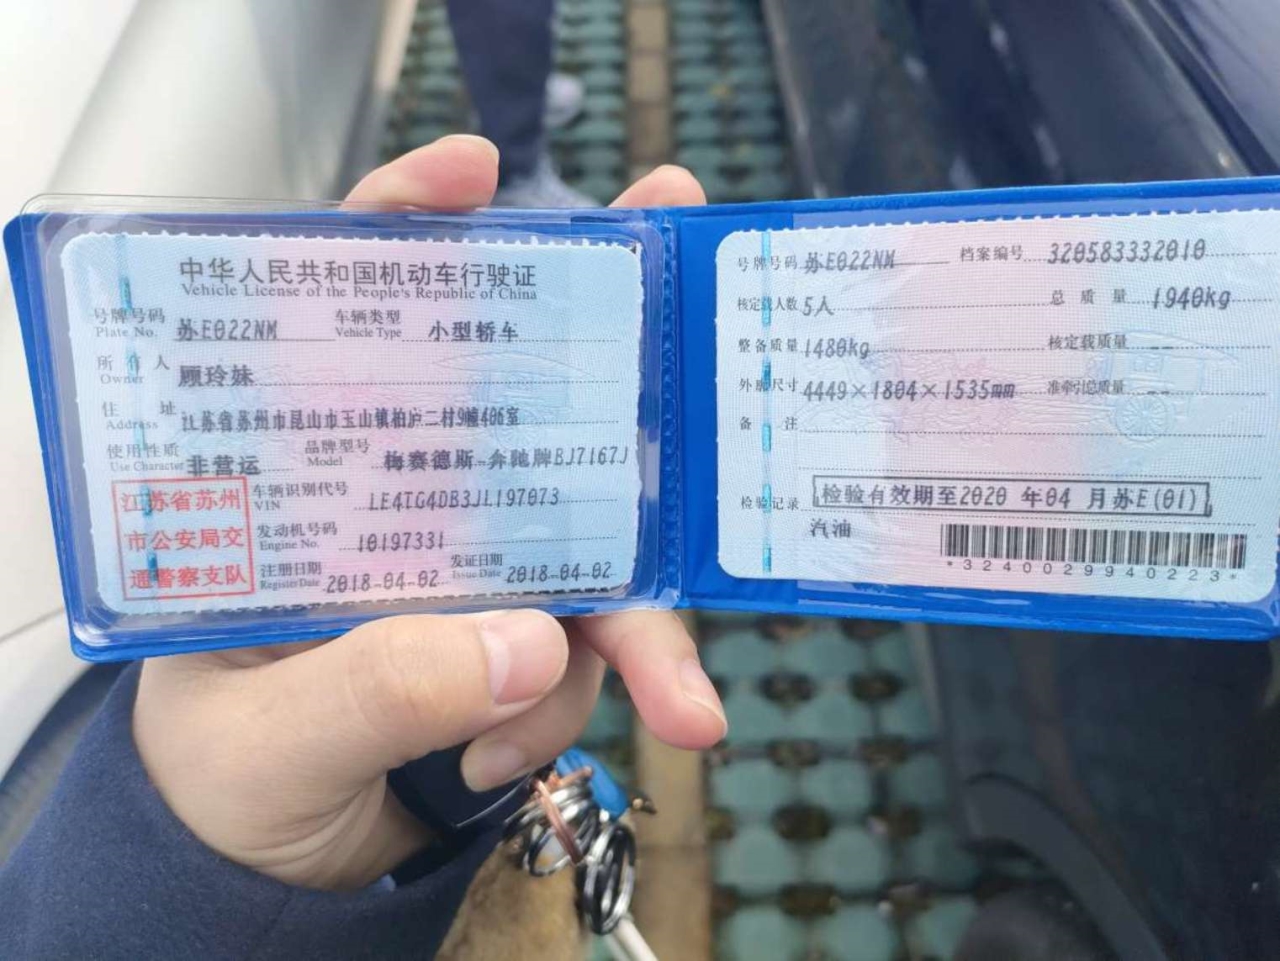 中华人民共和国机动车行驶证
Vehicle License of the People's Republic of China
号牌号码 Plate No. 苏E022NM 车辆类型 Vehicle Type 小型轿车
所有人 Owner 顾玲妹
住址 Address 江苏省苏州市昆山市玉山镇柏庐二村9幢406室
使用性质 Use Character 非营运 品牌型号 Model 梅赛德斯-奔驰牌BJ7167J
江苏省苏州
市公安局交
通警察支队
车辆识别代号 VIN LE4TG4DB3JL197073
发动机号码 Engine No. 10197331
注册日期 Register Date 2018-04-02 发证日期 Issue Date 2018-04-02
号牌号码 苏E022NM 档案编号 320583332010
核定载人数 5人 总质量 1940kg
整备质量 1480kg 核定载质量 --
外廓尺寸 4449×1804×1535mm 准牵引总质量 --
备注
检验记录 检验有效期至2020 年04 月苏E(01)
汽油
*3240029940223*